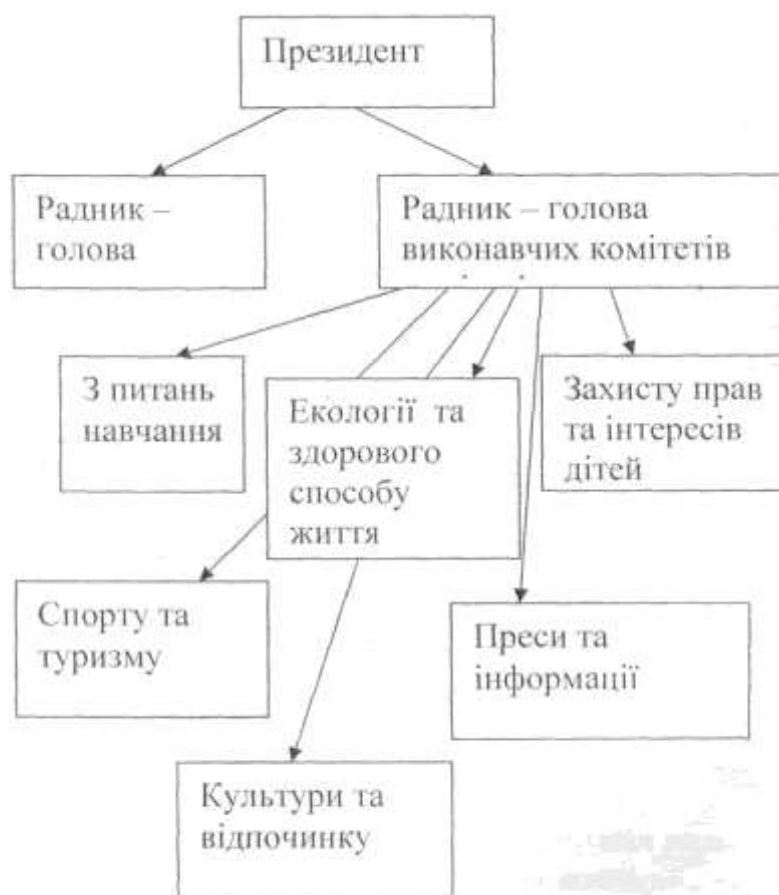 Президент
Радник –
голова
Радник – голова
виконавчих комітетів
З питань
навчання
Екології та
здорового
способу
життя
Захисту прав
та інтересів
дітей
Спорту та
туризму
Преси та
інформації
Культури та
відпочинку